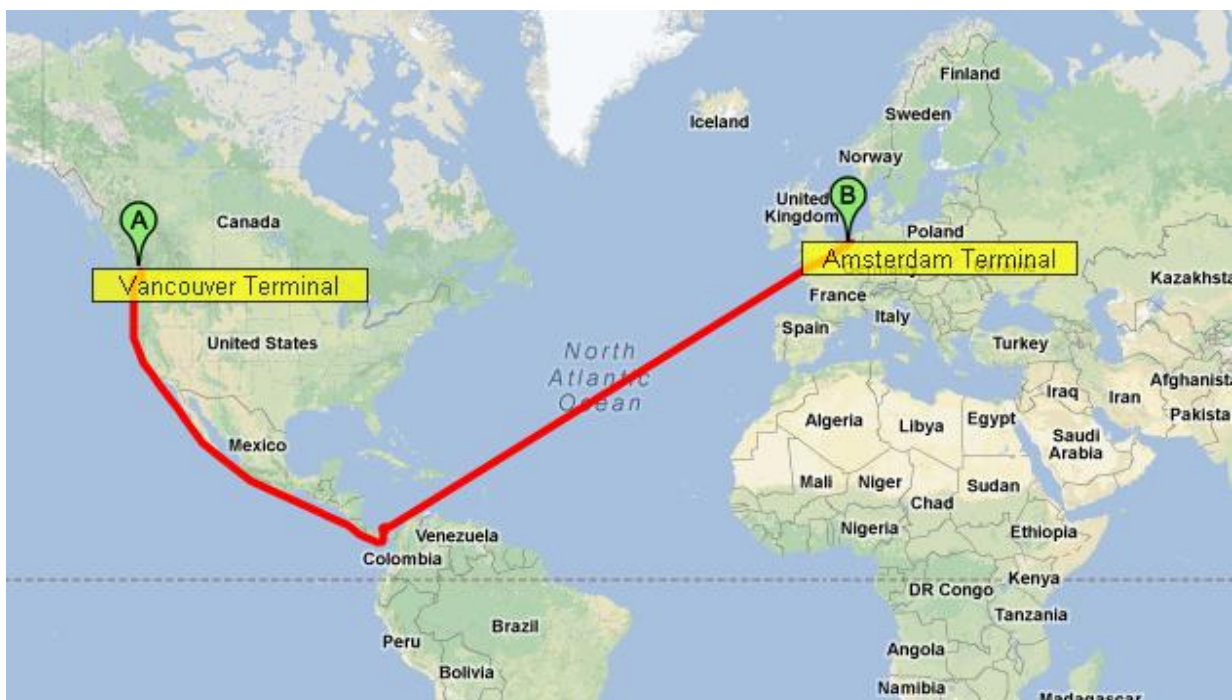 Finland
Sweden
Iceland
Norway
A
B
United
Kingdom
Canada
Poland
Vancouver Terminal
Amsterdam Terminal
Kazakhsta
France
Italy
Spain
Turkey
United States
North
Atlantic
Ocean
Iraq
Iran
Afghanista
Algeria
Libya
Egypt
Pakista
Mexico
Saudi
Arabia
Mali
Niger
Sudan
Chad
Nigeria
Ethiopia
Venezuela
Colombia
Kenya
DR Congo
Tanzania
Brazil
Peru
Angola
Bolivia
Namibia
Madagascar